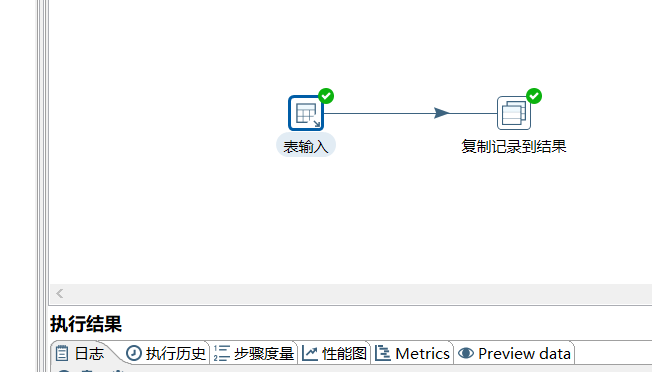 表输入
复制记录到结果
执行结果
日志 执行历史 步骤度量 性能图 Metrics Preview data